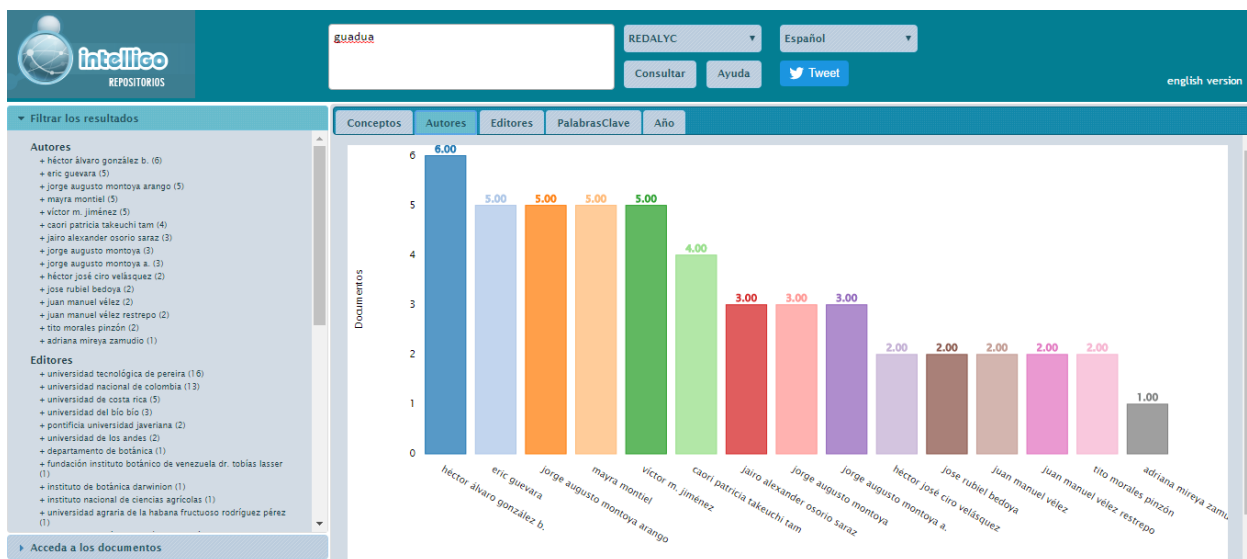 intelligo
REPOSITORIOS
guadua
REDALYC
Español
Consultar
Ayuda
Tweet
english version
Filtrar los resultados
Autores
+ héctor álvaro gonzález b. (6)
+ eric guevara (5)
+ jorge augusto montoya arango (5)
+ mayra montiel (5)
+ víctor m. jiménez (5)
+ caori patricia takeuchi tam (4)
+ jairo alexander osorio saraz (3)
+ jorge augusto montoya (3)
+ jorge augusto montoya a. (3)
+ héctor josé ciro velásquez (2)
+ jose rubiel bedoya (2)
+ juan manuel vélez (2)
+ juan manuel vélez restrepo (2)
+ tito morales pinzón (2)
+ adriana mireya zamudio (1)
Editores
+ universidad tecnológica de pereira (16)
+ universidad nacional de colombia (13)
+ universidad de costa rica (5)
+ universidad del bío bío (3)
+ pontificia universidad javeriana (2)
+ universidad de los andes (2)
+ departamento de botánica (1)
+ fundación instituto botánico de venezuela dr. tobías lasser
(1)
+ instituto de botánica darwinion (1)
+ instituto nacional de ciencias agrícolas (1)
+ universidad agraria de la habana fructuoso rodríguez pérez
(1)
Acceda a los documentos
Conceptos
Autores
Editores
PalabrasClave
Año
Documentos
6
5
4
3
2
1
0
6.00
5.00
5.00
5.00
5.00
4.00
3.00
3.00
3.00
2.00
2.00
2.00
2.00
2.00
1.00
héctor álvaro gonzález b.
eric guevara
jorge augusto montoya arango
mayra montiel
víctor m. jiménez
caori patricia takeuchi tam
jairo alexander osorio saraz
jorge augusto montoya
jorge augusto montoya a.
héctor josé ciro velásquez
jose rubiel bedoya
juan manuel vélez
juan manuel vélez restrepo
tito morales pinzón
adriana mireya zamu